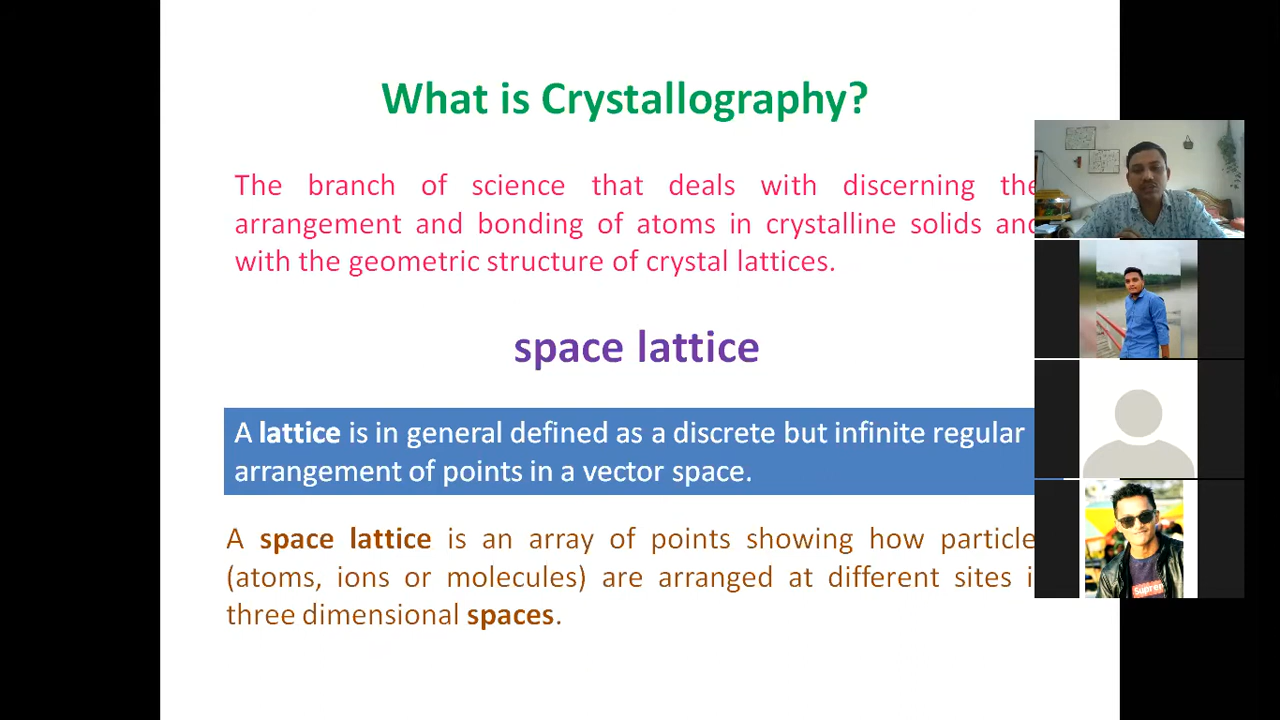 What is Crystallography?
The branch of science that deals with discerning the
arrangement and bonding of atoms in crystalline solids and
with the geometric structure of crystal lattices.
space lattice
A lattice is in general defined as a discrete but infinite regular
arrangement of points in a vector space.
A space lattice is an array of points showing how particle
(atoms, ions or molecules) are arranged at different sites i
three dimensional spaces.